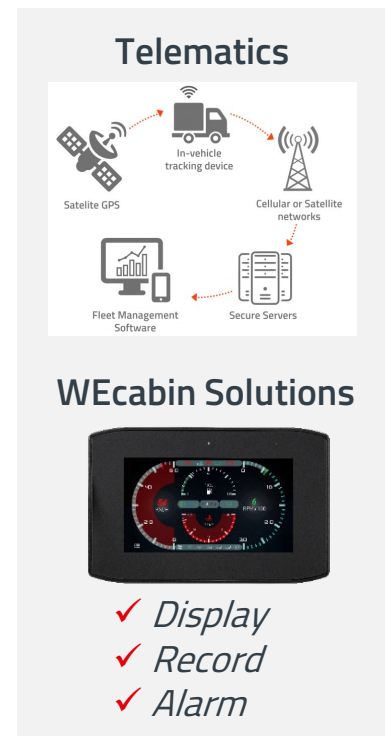 Telematics
In-vehicle
tracking device
Satelite GPS
Cellular or Satellite
networks
Fleet Management
Software
Secure Servers
WEcabin Solutions
RPMx100
Display
Record
Alarm